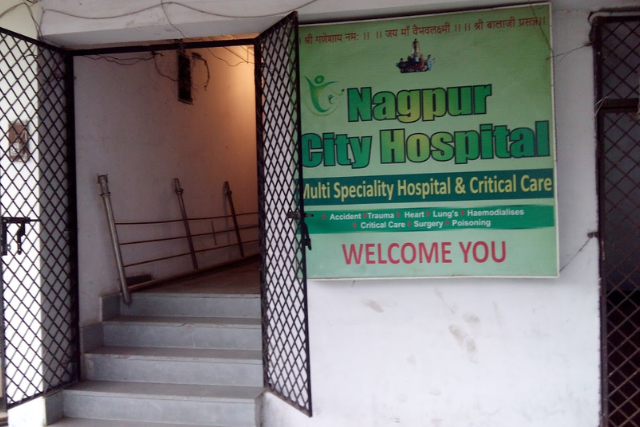 श्री गणेशाय नमः ।। ।। जय माँ वैभवलक्ष्मी ।। ।। श्री बालाजी प्रसन्न ।।
Nagpur
City Hospital
Multi Speciality Hospital & Critical Care
Accident Trauma Heart Lung's Haemodialises
Critical Care Surgery Poisoning
WELCOME YOU